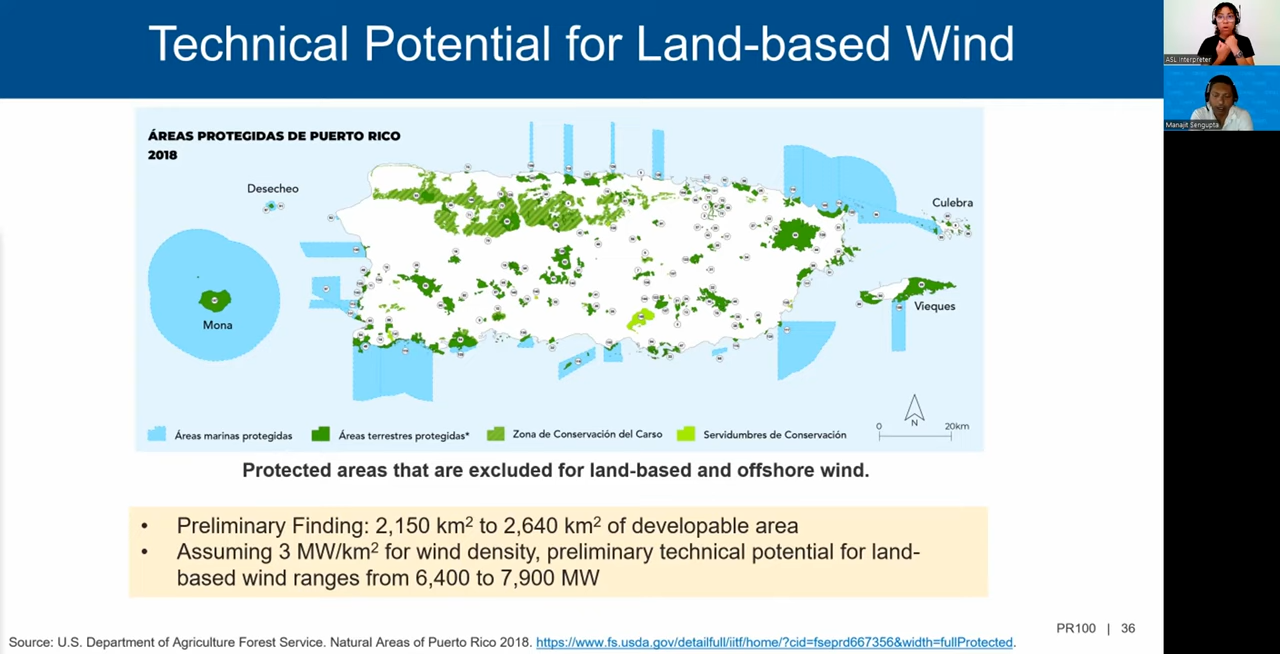 Technical Potential for Land-based Wind
ASL Interpreter
Manajit Sengupta
ÁREAS PROTEGIDAS DE PUERTO RICO
2018
Desecheo
Culebra
Mona
Vieques
N
0 20km
Áreas marinas protegidas
Áreas terrestres protegidas*
Zona de Conservación del Carso
Servidumbres de Conservación
Protected areas that are excluded for land-based and offshore wind.
• Preliminary Finding: 2,150 km² to 2,640 km² of developable area
• Assuming 3 MW/km² for wind density, preliminary technical potential for land-
based wind ranges from 6,400 to 7,900 MW
PR100 | 36
Source: U.S. Department of Agriculture Forest Service. Natural Areas of Puerto Rico 2018. https://www.fs.usda.gov/detailfull/iitf/home/?cid=fseprd667356&width=fullProtected.